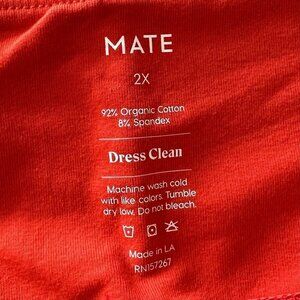 MATE
2X
92% Organic Cotton
8% Spandex
Dress Clean
Machine wash cold
with like colors. Tumble
dry low. Do not bleach.
Made in LA
RN157267